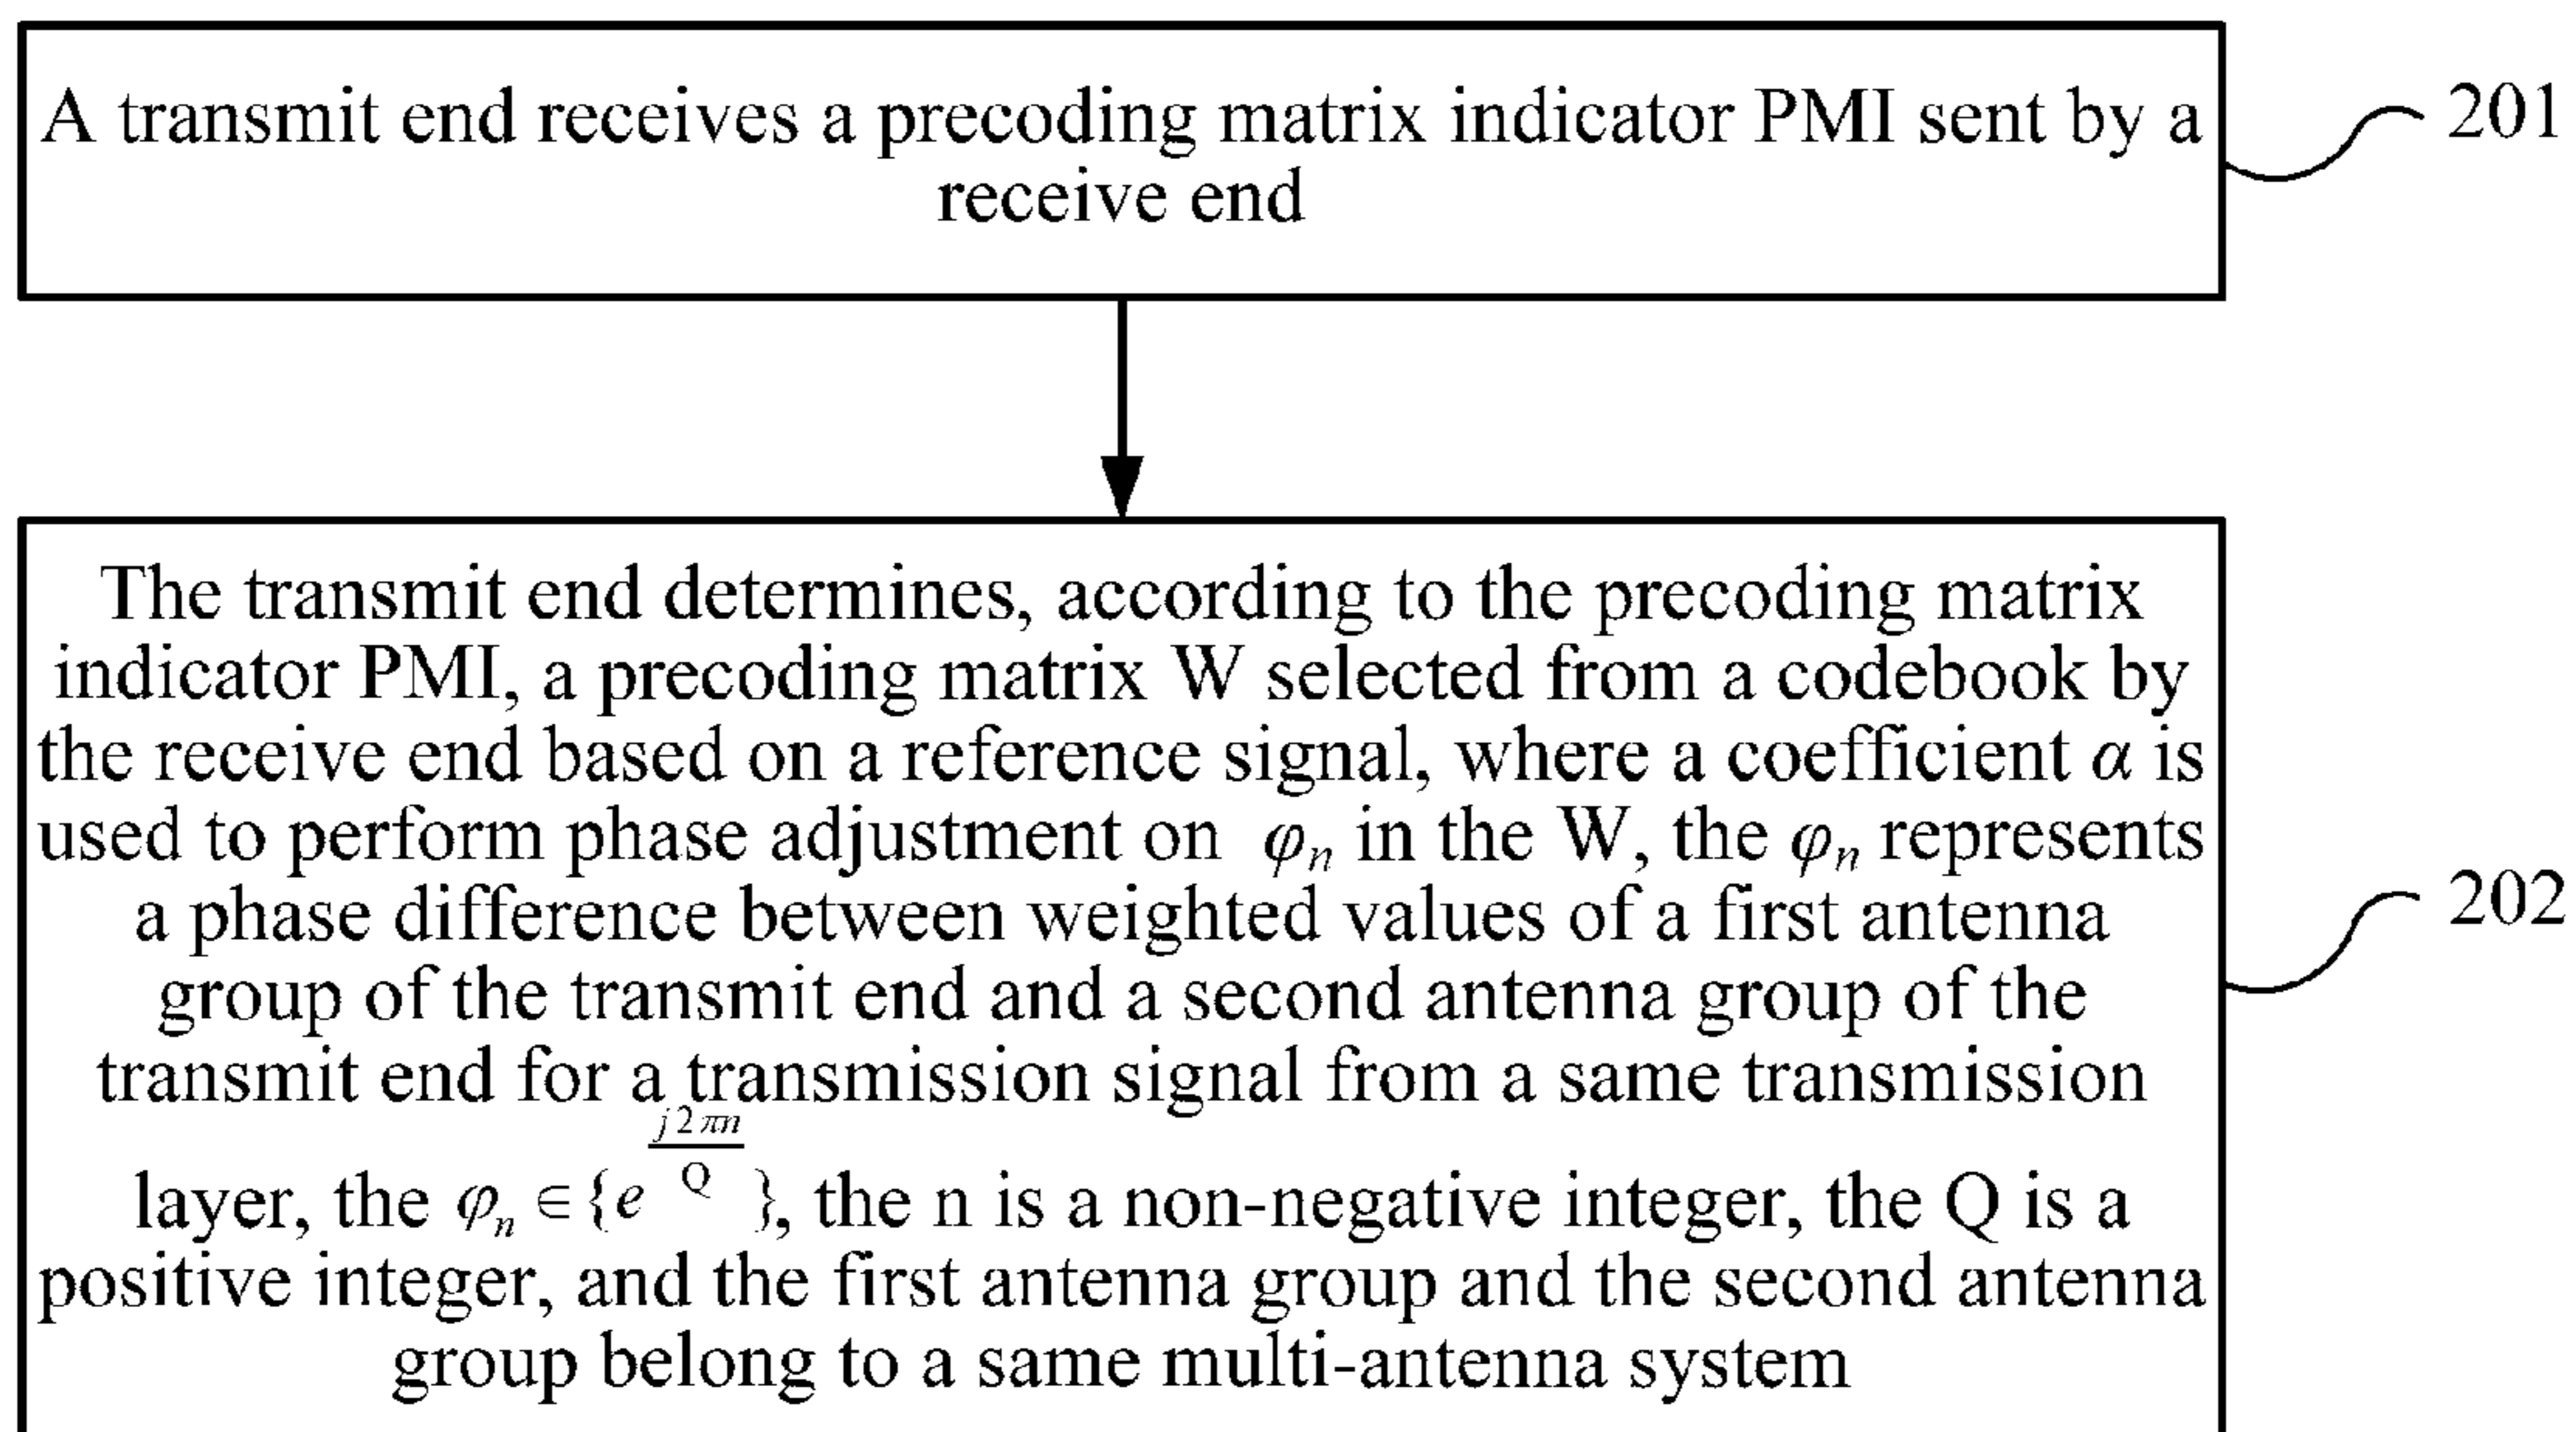 A transmit end receives a precoding matrix indicator PMI sent by a
receive end
201
The transmit end determines, according to the precoding matrix
indicator PMI, a precoding matrix W selected from a codebook by
the receive end based on a reference signal, where a coefficient α is
used to perform phase adjustment on φₙ in the W, the φₙ represents
a phase difference between weighted values of a first antenna
group of the transmit end and a second antenna group of the
transmit end for a transmission signal from a same transmission
layer, the φₙ ∈ {e^{\frac{j2πn}{Q}}}, the n is a non-negative integer, the Q is a
positive integer, and the first antenna group and the second antenna
group belong to a same multi-antenna system
202